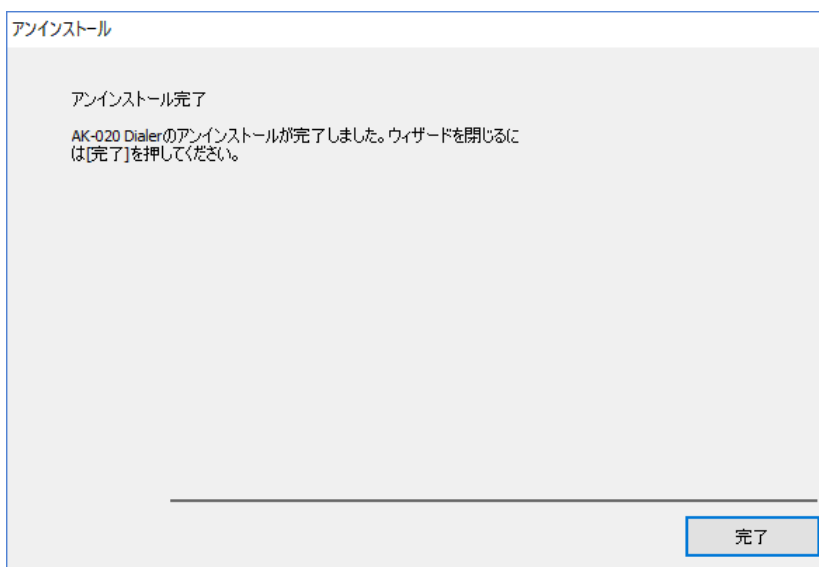 アンインストール
アンインストール完了
AK-020 Dialerのアンインストールが完了しました。ウィザードを閉じるに
は[完了]を押してください。
完了